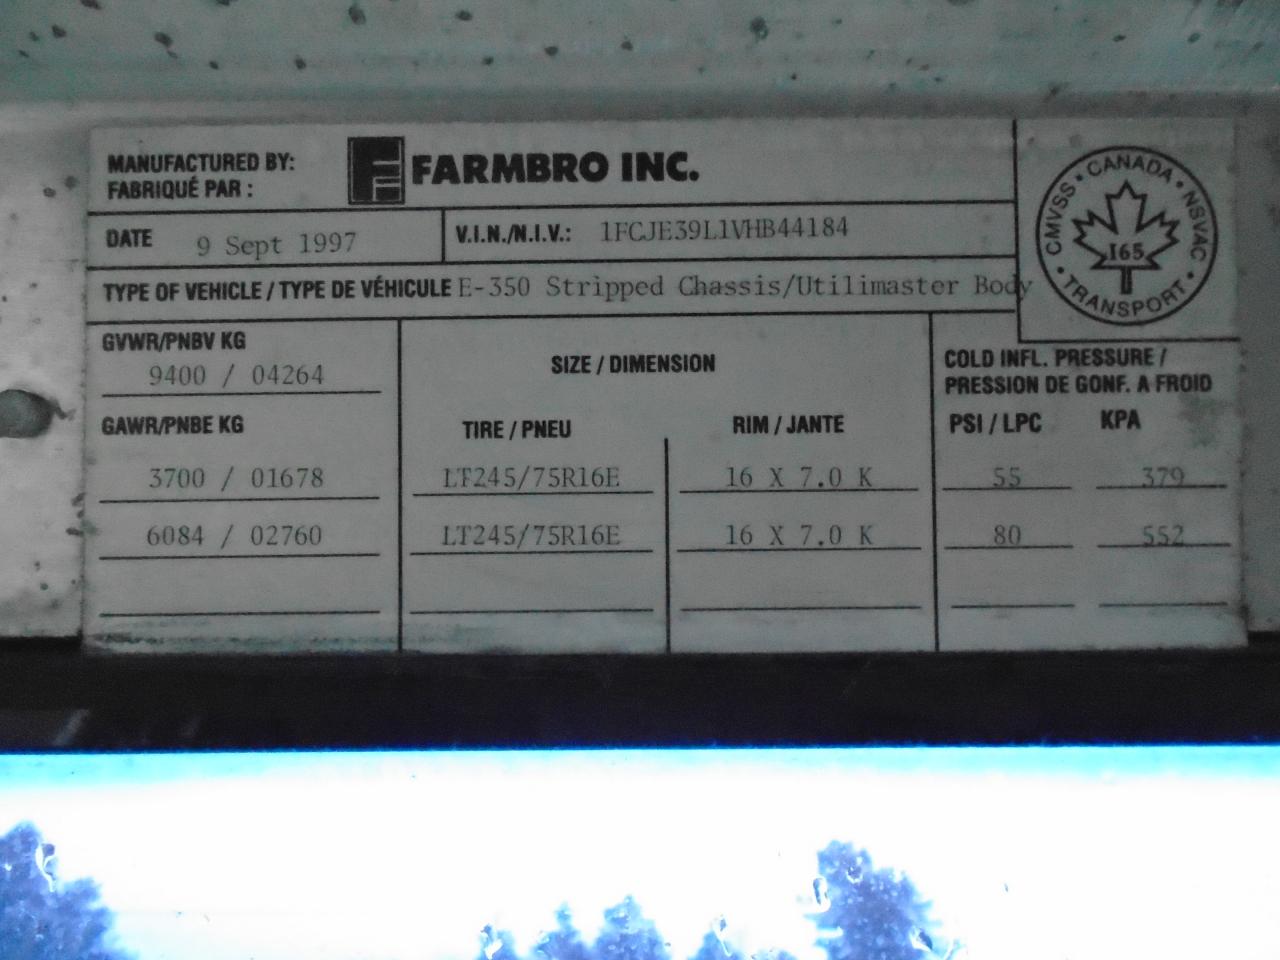 MANUFACTURED BY:
FABRIQUÉ PAR :
FARMBRO INC.
DATE 9 Sept 1997 V.I.N./N.I.V.: 1FCJE39L1VHB44184
TYPE OF VEHICLE / TYPE DE VÉHICULE E-350 Stripped Chassis/Utilimaster Body
CMVSS • CANADA • NSVAC • TRANSPORT •
165
GVWR/PNBV KG
9400 / 04264
SIZE / DIMENSION
COLD INFL. PRESSURE /
PRESSION DE GONF. A FROID
GAWR/PNBE KG TIRE / PNEU RIM / JANTE PSI / LPC KPA
3700 / 01678 LT245/75R16E 16 X 7.0 K 55 379
6084 / 02760 LT245/75R16E 16 X 7.0 K 80 552